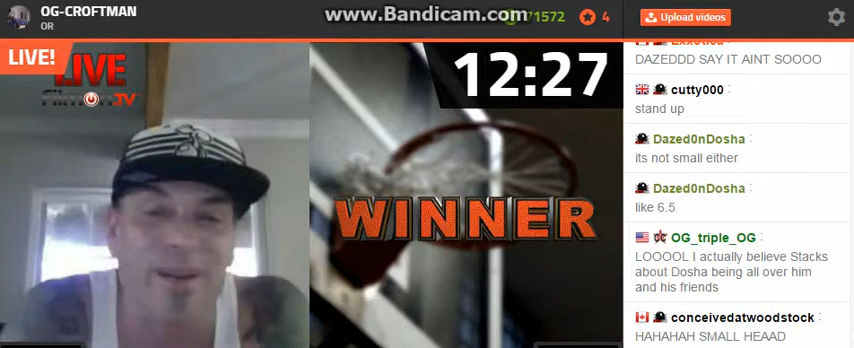 OG-CROFTMAN
OR
www.Bandicam.com
71572
4
Upload videos
LIVE!
LIVE
FilmOn.TV
12:27
WINNER
DAZEDDD SAY IT AINT SOOOO
cutty000 :
stand up
Dazed0nDosha :
its not small either
Dazed0nDosha :
like 6.5
OG_triple_OG :
LOOOOL I actually believe Stacks
about Dosha being all over him
and his friends
conceivedatwoodstock :
HAHAHAH SMALL HEAAD